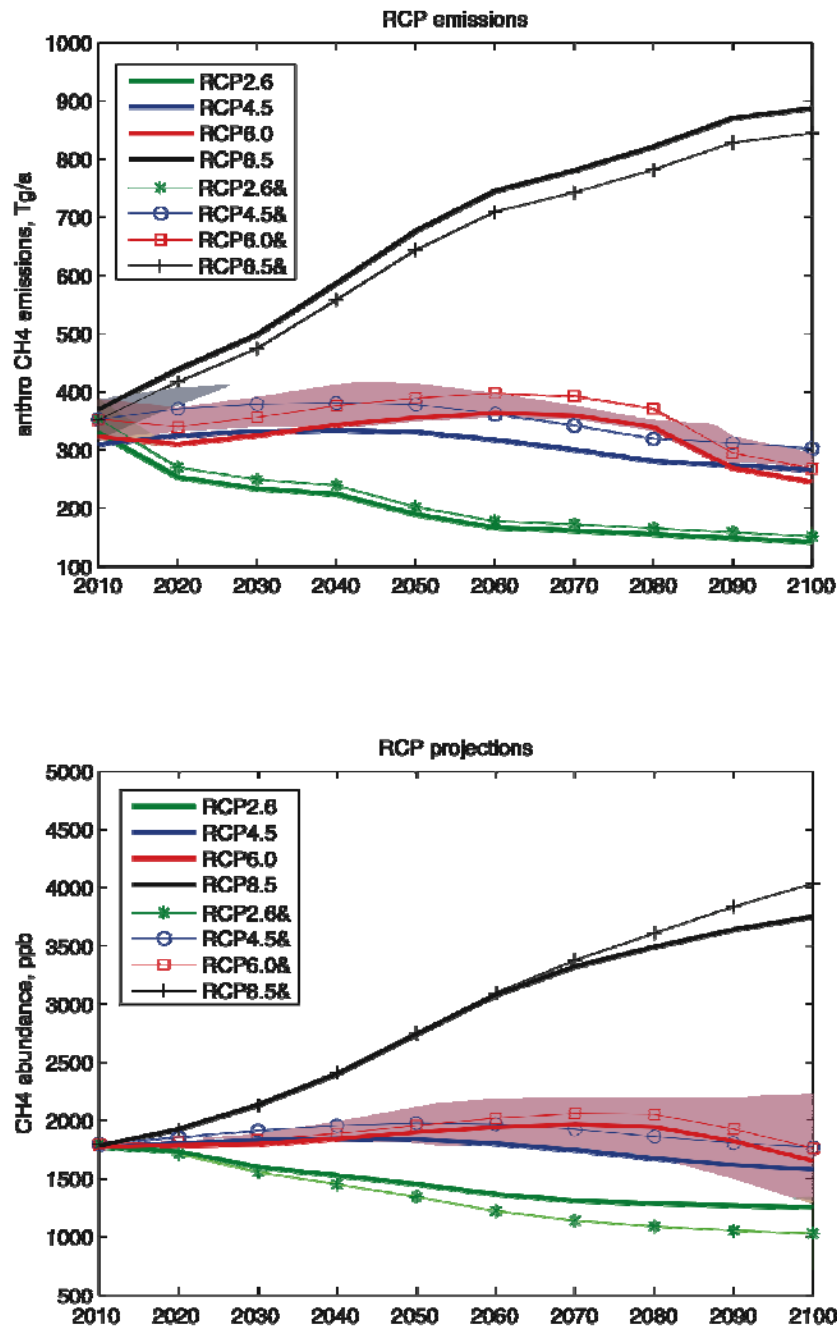 RCP emissions
1000
900
800
700
600
500
400
300
200
100
anthro CH4 emissions, Tg/a
RCP2.6
RCP4.5
RCP6.0
RCP8.5
RCP2.6&
RCP4.5&
RCP6.0&
RCP8.5&
2010 2020 2030 2040 2050 2060 2070 2080 2090 2100
RCP projections
5000
4500
4000
3500
3000
2500
2000
1500
1000
500
CH4 abundance, ppb
RCP2.6
RCP4.5
RCP6.0
RCP8.5
RCP2.6&
RCP4.5&
RCP6.0&
RCP8.5&
2010 2020 2030 2040 2050 2060 2070 2080 2090 2100